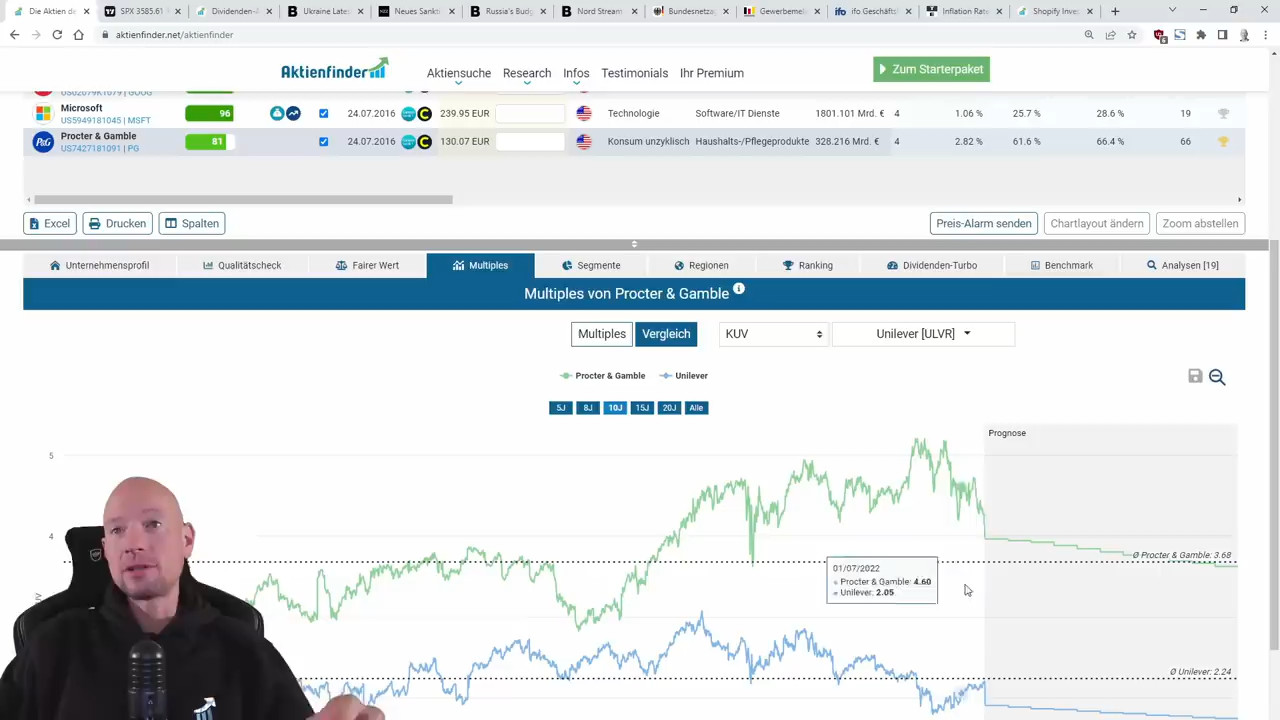 Die Aktien de
SPX 3585.61
Dividenden-A
Ukraine Lates
Neues Sankt
Russia's Budg
Nord Stream
Bundesnetzag
Gewerbemie
ifo Geschäfts
Inflation Rate
Shopify Inve
aktienfinder.net/aktienfinder
Aktienfinder
Aktiensuche
Research
Infos
Testimonials
Ihr Premium
Zum Starterpaket
US02079K1079 | GOOG
Microsoft
US5949181045 | MSFT
96
24.07.2016
239.95 EUR
Technologie
Software/IT Dienste
1801.101 Mrd. €
4
1.06 %
25.7 %
28.6 %
19
Procter & Gamble
US7427181091 | PG
81
24.07.2016
130.07 EUR
Konsum unzyklisch
Haushalts-/Pflegeprodukte
328.216 Mrd. €
4
2.82 %
61.6 %
66.4 %
66
Excel
Drucken
Spalten
Preis-Alarm senden
Chartlayout ändern
Zoom abstellen
Unternehmensprofil
Qualitätscheck
Fairer Wert
Multiples
Segmente
Regionen
Ranking
Dividenden-Turbo
Benchmark
Analysen [19]
Multiples von Procter & Gamble
Multiples
Vergleich
KUV
Unilever [ULVR]
Procter & Gamble
Unilever
5J
8J
10J
15J
20J
Alle
Prognose
5
4
KUV
Ø Procter & Gamble: 3.68
01/07/2022
Procter & Gamble: 4.60
Unilever: 2.05
Ø Unilever: 2.24